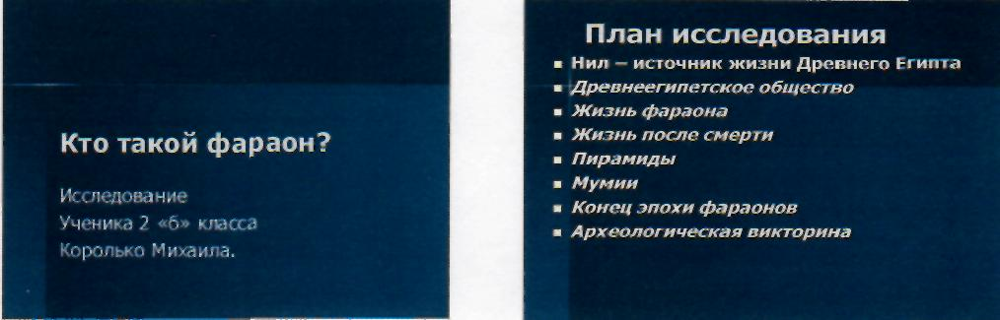 Кто такой фараон?
Исследование
Ученика 2 «б» класса
Королько Михаила.
План исследования
Нил – источник жизни Древнего Египта
Древнеегипетское общество
Жизнь фараона
Жизнь после смерти
Пирамиды
Мумии
Конец эпохи фараонов
Археологическая викторина